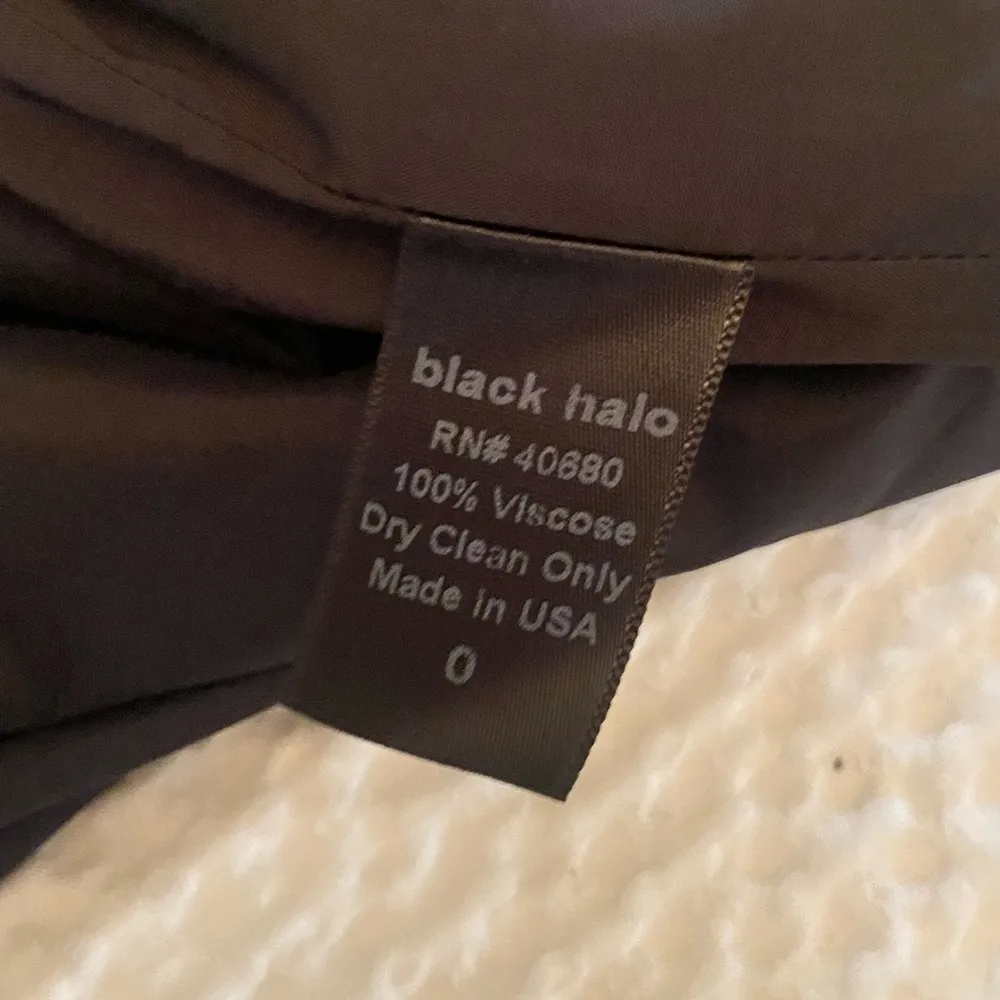 black halo
RN# 40680
100% Viscose
Dry Clean Only
Made in USA
0